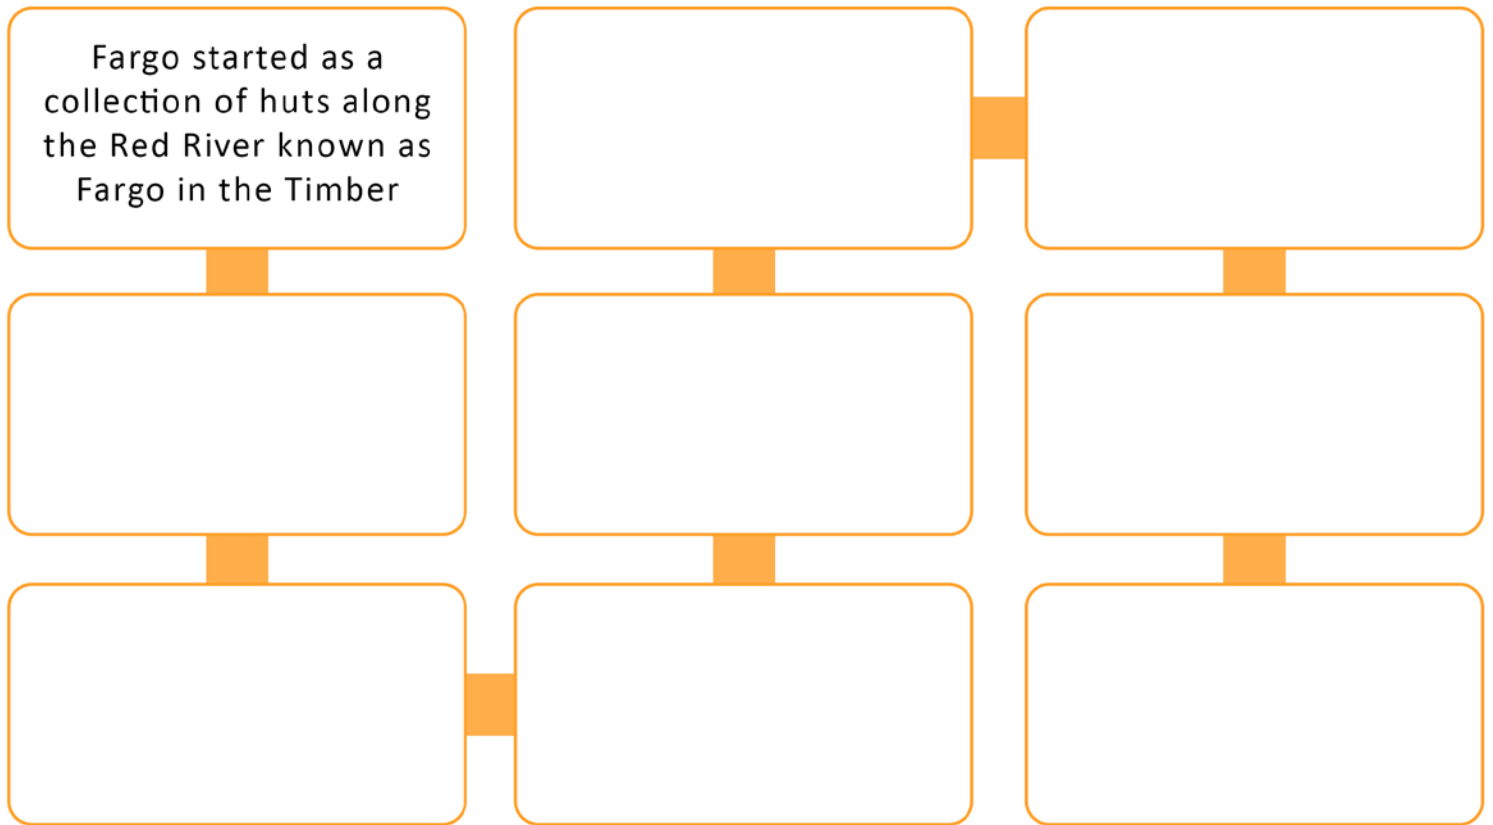 Fargo started as a
collection of huts along
the Red River known as
Fargo in the Timber